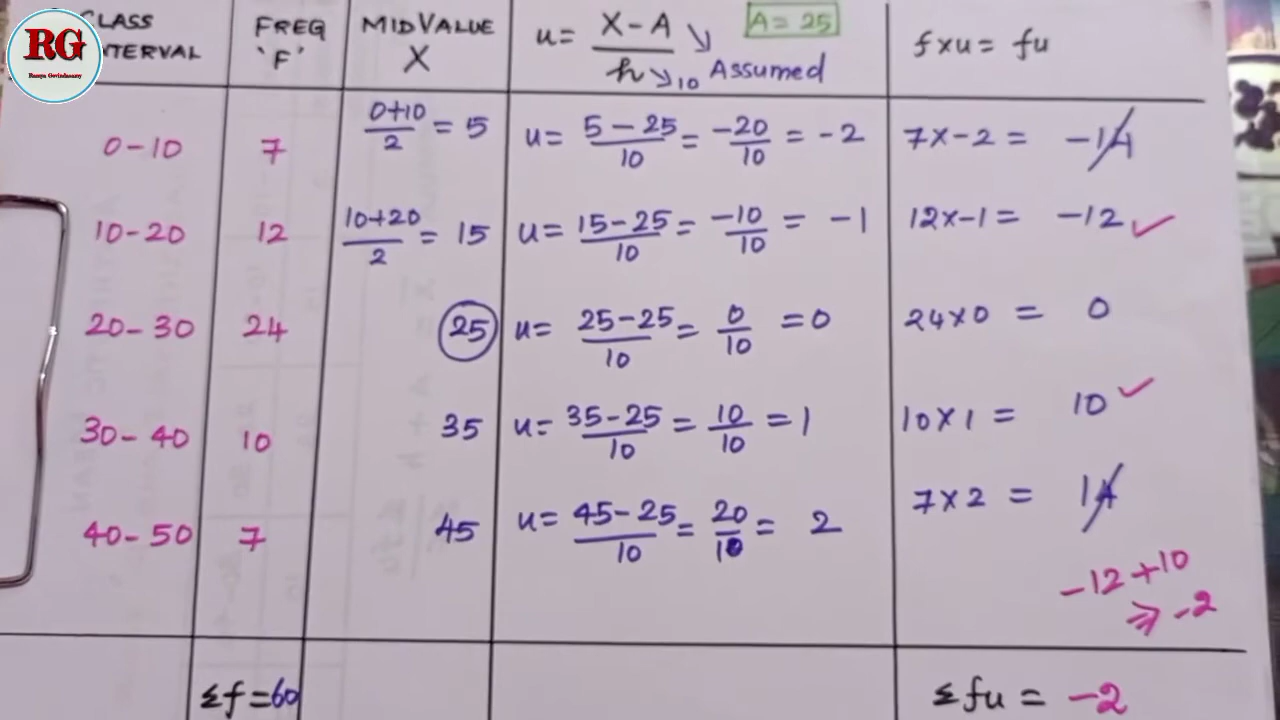 RG
Ramya Govindasamy
CLASS INTERVAL | FREQ 'F' | MID VALUE X | u = X - A / h ↘ 10 ↘ Assumed A = 25 | f x u = fu
0 - 10 | 7 | 0+10/2 = 5 | u = 5 - 25/10 = -20/10 = -2 | 7 x -2 = -14
10 - 20 | 12 | 10+20/2 = 15 | u = 15 - 25/10 = -10/10 = -1 | 12 x -1 = -12 ✓
20 - 30 | 24 | 25 | u = 25 - 25/10 = 0/10 = 0 | 24 x 0 = 0
30 - 40 | 10 | 35 | u = 35 - 25/10 = 10/10 = 1 | 10 x 1 = 10 ✓
40 - 50 | 7 | 45 | u = 45 - 25/10 = 20/10 = 2 | 7 x 2 = 14
-12 + 10
⇒ -2
Σf = 60 | Σfu = -2